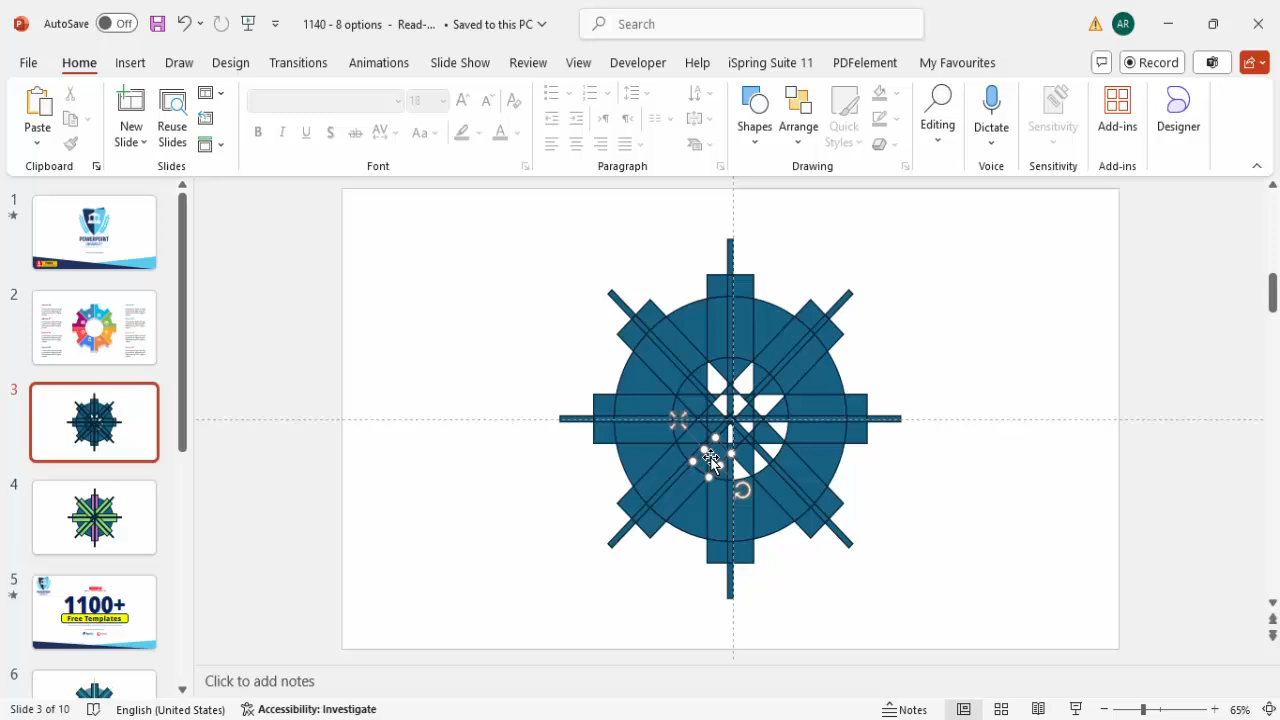 AutoSave Off 1140 - 8 options - Read-... • Saved to this PC Search AR
File Home Insert Draw Design Transitions Animations Slide Show Review View Developer Help iSpring Suite 11 PDFelement My Favourites Record
Paste New Slide Reuse Slides 18 Shapes Arrange Quick Styles Editing Dictate Sensitivity Add-ins Designer
Clipboard Slides Font Paragraph Drawing Voice Sensitivity Add-ins
1
POWERPOINT
UNIVERSITY
2
3
4
5
1100+
Free Templates
6
Click to add notes
Slide 3 of 10 English (United States) Accessibility: Investigate Notes 65%